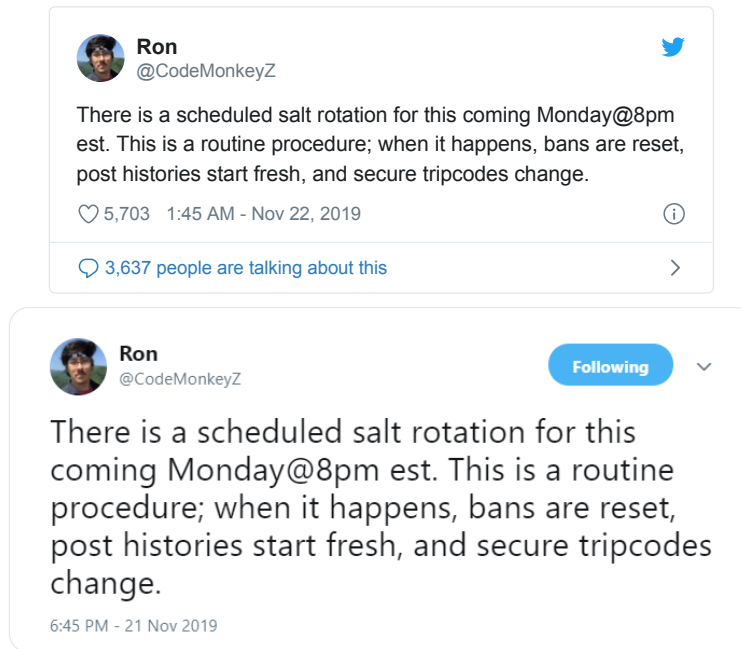 Ron
@CodeMonkeyZ
There is a scheduled salt rotation for this coming Monday@8pm
est. This is a routine procedure; when it happens, bans are reset,
post histories start fresh, and secure tripcodes change.
5,703 1:45 AM - Nov 22, 2019
3,637 people are talking about this
Ron
@CodeMonkeyZ
Following
There is a scheduled salt rotation for this
coming Monday@8pm est. This is a routine
procedure; when it happens, bans are reset,
post histories start fresh, and secure tripcodes
change.
6:45 PM - 21 Nov 2019